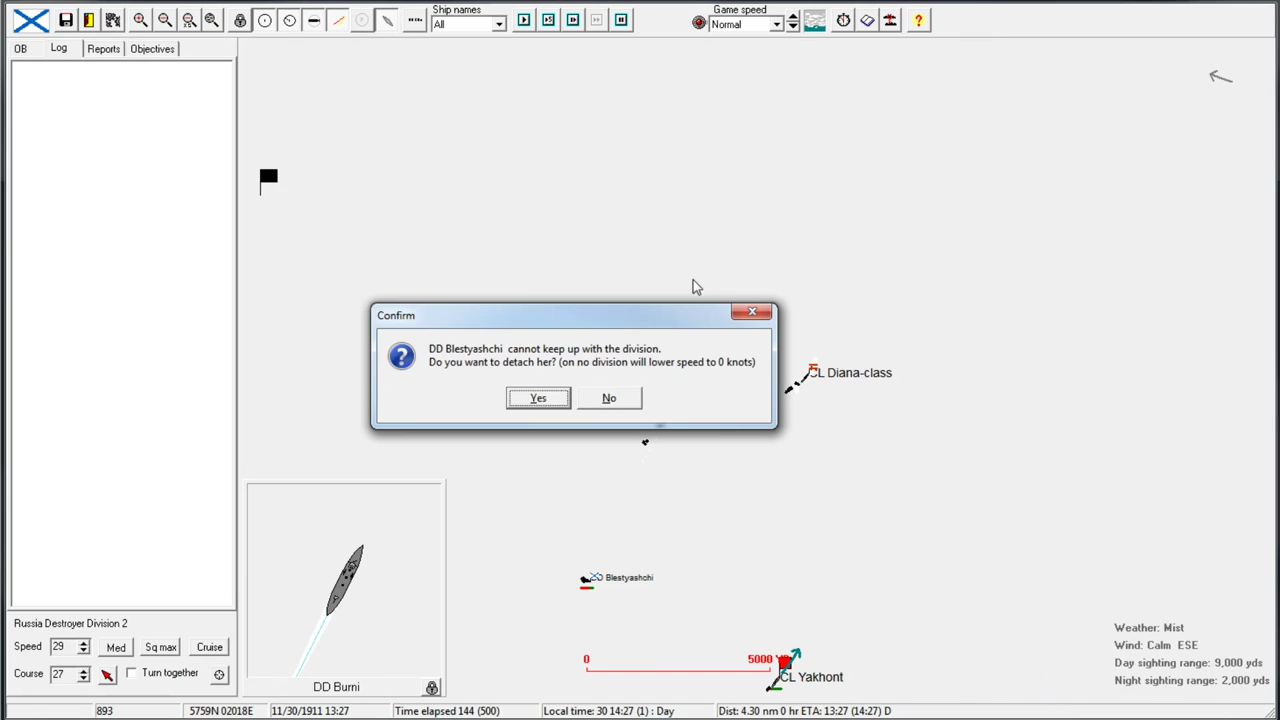 Ship names
All
Game speed
Normal
OB
Log
Reports
Objectives
Confirm
DD Blestyashchi cannot keep up with the division.
Do you want to detach her? (on no division will lower speed to 0 knots)
Yes
No
CL Diana-class
DD Blestyashchi
0
5000
CL Yakhont
Weather: Mist
Wind: Calm ESE
Day sighting range: 9,000 yds
Night sighting range: 2,000 yds
Russia Destroyer Division 2
Speed 29 Med Sq max Cruise
Course 27 Turn together
DD Burni
893
5759N 02018E
11/30/1911 13:27
Time elapsed 144 (500)
Local time: 30 14:27 (1) : Day
Dist: 4.30 nm 0 hr ETA: 13:27 (14:27) D